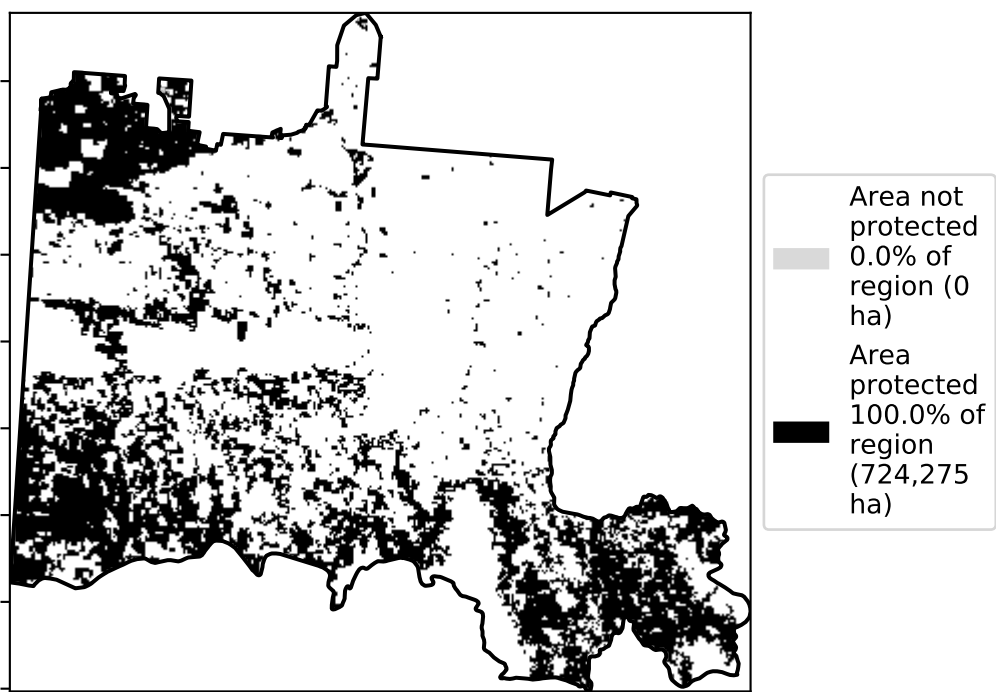 Area not
protected
0.0% of
region (0
ha)
Area
protected
100.0% of
region
(724,275
ha)